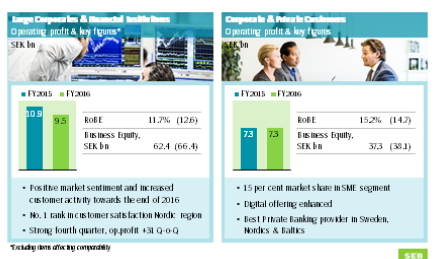 Large Corporates & Financial Institutions
Operating profit & key figures*
SEK bn
FY2015 FY2016
10.9
9.5
RoBE 11.7% (12.6)
Business Equity,
SEK bn 62.4 (66.4)
• Positive market sentiment and increased
customer activity towards the end of 2016
• No. 1 rank in customer satisfaction Nordic region
• Strong fourth quarter, op.profit +31 Q-o-Q
*Excluding items affecting comparability
Corporate & Private Customers
Operating profit & key figures
SEK bn
FY2015 FY2016
7.3
7.3
RoBE 15.2% (14.7)
Business Equity,
SEK bn 37.3 (38.1)
• 15 per cent market share in SME segment
• Digital offering enhanced
• Best Private Banking provider in Sweden,
Nordics & Baltics
SEB